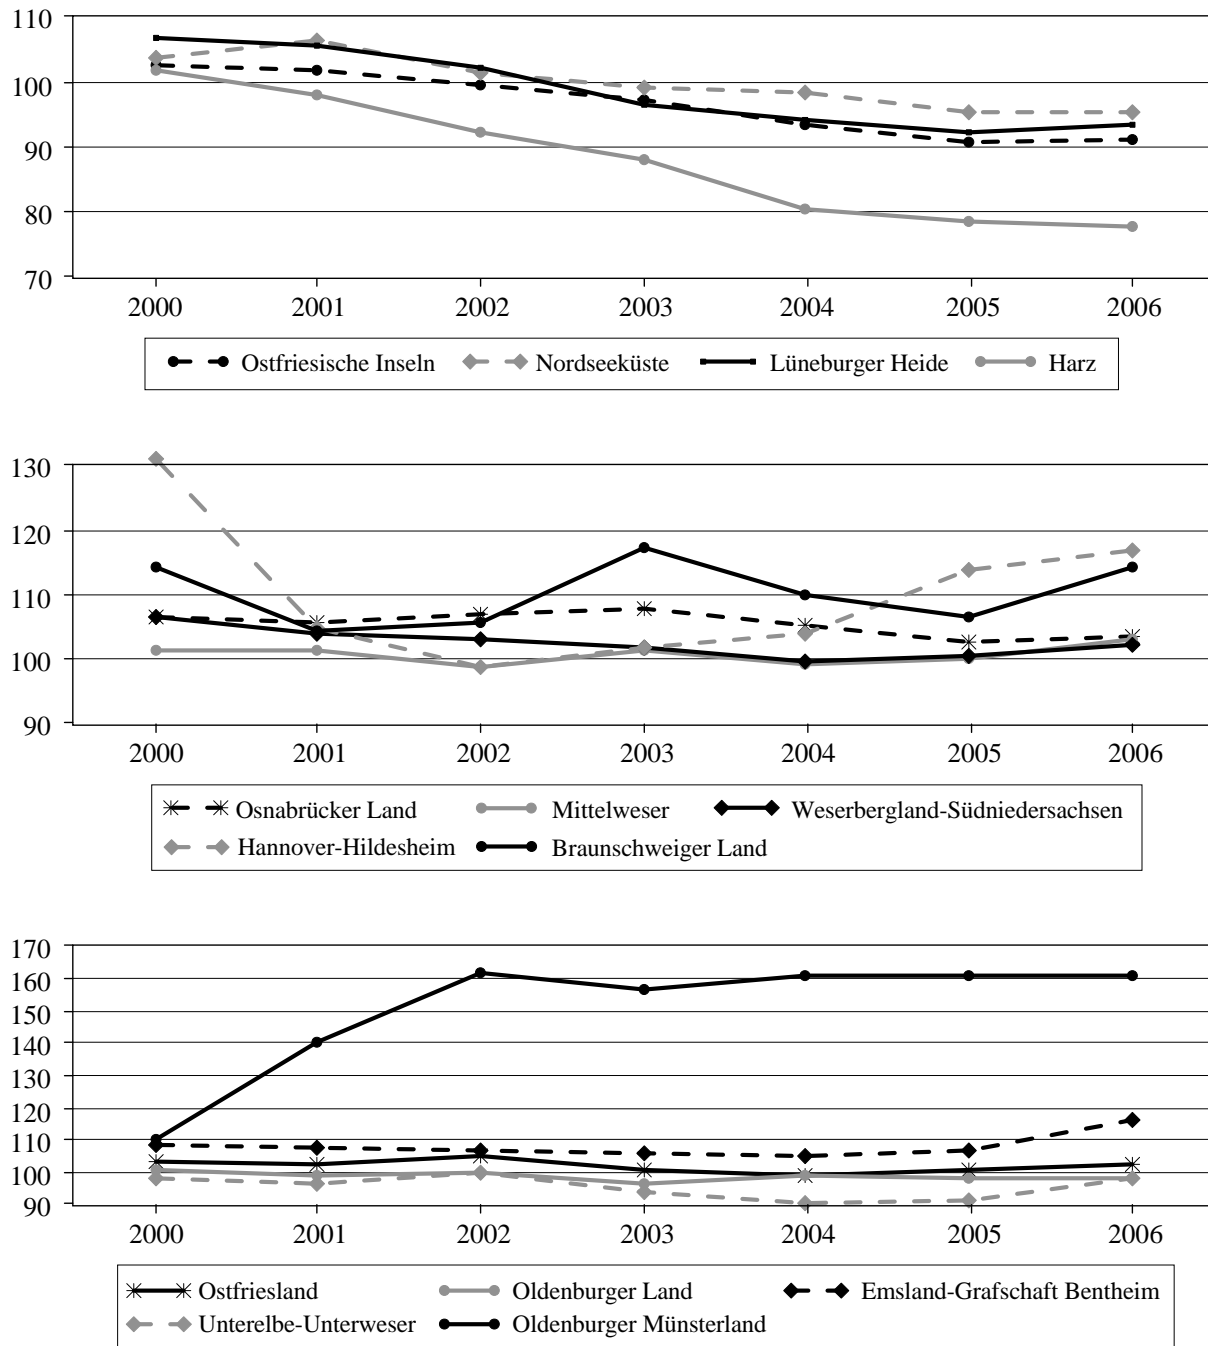 110
100
90
80
70
2000 2001 2002 2003 2004 2005 2006
Ostfriesische Inseln Nordseeküste Lüneburger Heide Harz
130
120
110
100
90
2000 2001 2002 2003 2004 2005 2006
Osnabrücker Land Mittelweser Weserbergland-Südniedersachsen
Hannover-Hildesheim Braunschweiger Land
170
160
150
140
130
120
110
100
90
2000 2001 2002 2003 2004 2005 2006
Ostfriesland Oldenburger Land Emsland-Grafschaft Bentheim
Unterelbe-Unterweser Oldenburger Münsterland